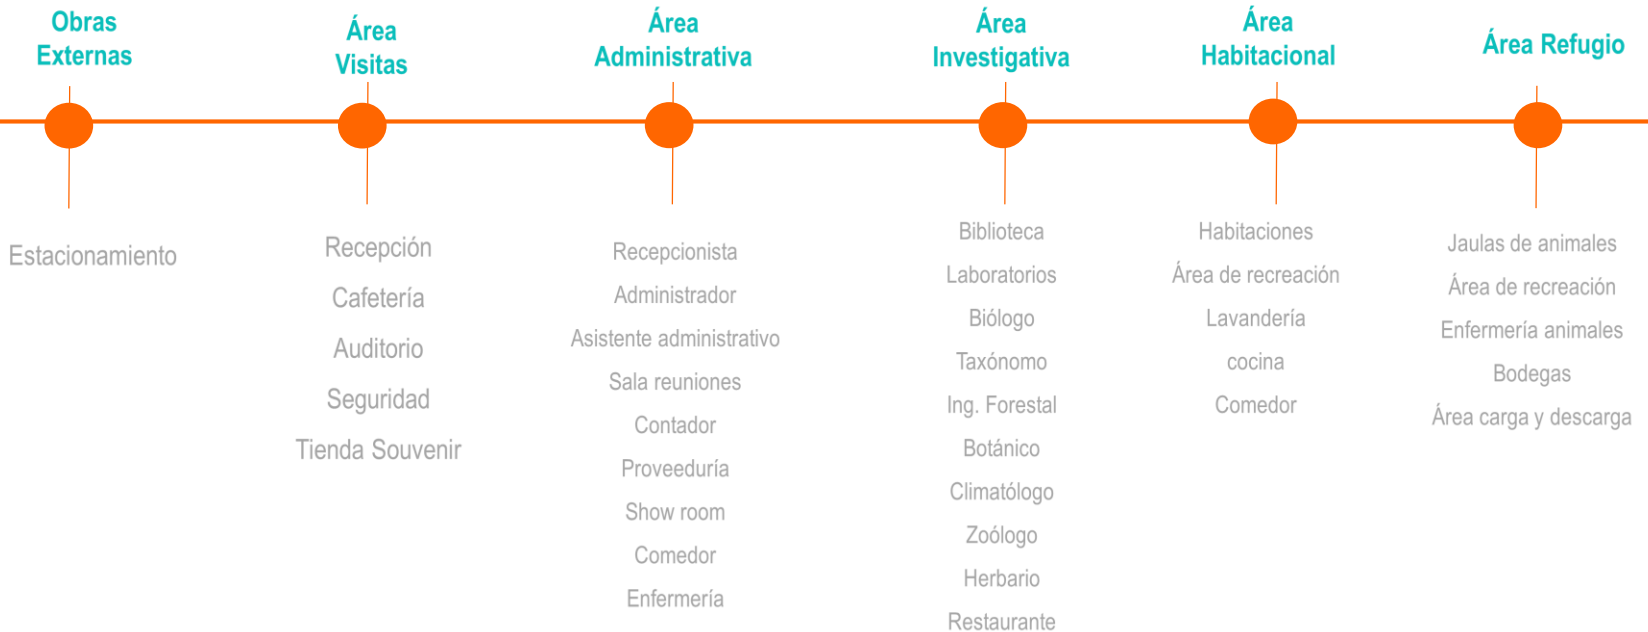 Obras
Externas
Estacionamiento
Área
Visitas
Recepción
Cafetería
Auditorio
Seguridad
Tienda Souvenir
Área
Administrativa
Recepcionista
Administrador
Asistente administrativo
Sala reuniones
Contador
Proveeduría
Show room
Comedor
Enfermería
Área
Investigativa
Biblioteca
Laboratorios
Biólogo
Taxónomo
Ing. Forestal
Botánico
Climatólogo
Zoólogo
Herbario
Restaurante
Área
Habitacional
Habitaciones
Área de recreación
Lavandería
cocina
Comedor
Área Refugio
Jaulas de animales
Área de recreación
Enfermería animales
Bodegas
Área carga y descarga